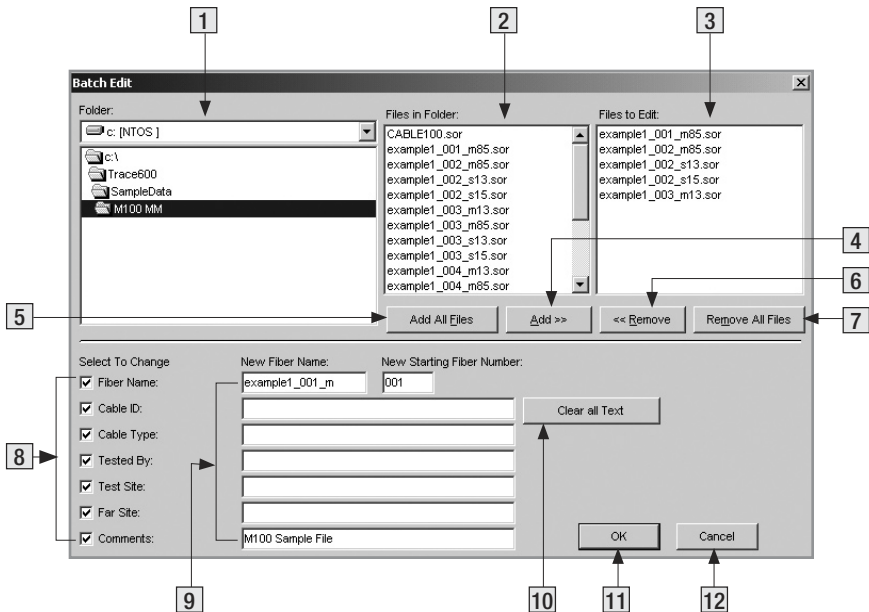 1
2
3
Batch Edit
Folder:
c: [NTOS ]
c:\
Trace600
SampleData
M100 MM
Files in Folder:
CABLE100.sor
example1_001_m85.sor
example1_002_m85.sor
example1_002_s13.sor
example1_002_s15.sor
example1_003_m13.sor
example1_003_m85.sor
example1_003_s13.sor
example1_003_s15.sor
example1_004_m13.sor
example1_004_m85.sor
Files to Edit:
example1_001_m85.sor
example1_002_m85.sor
example1_002_s13.sor
example1_002_s15.sor
example1_003_m13.sor
4
6
5
Add All Files
Add >>
<< Remove
Remove All Files
7
Select To Change
New Fiber Name:
New Starting Fiber Number:
Fiber Name:
example1_001_m
001
Cable ID:
Clear all Text
Cable Type:
8
Tested By:
Test Site:
Far Site:
Comments:
M100 Sample File
OK
Cancel
9
10
11
12